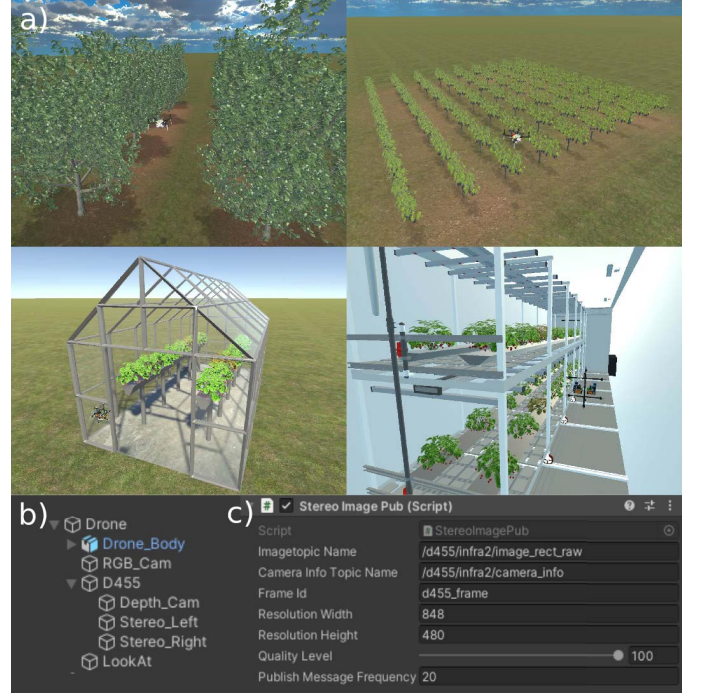 a)
b)
Drone
Drone_Body
RGB_Cam
D455
Depth_Cam
Stereo_Left
Stereo_Right
LookAt
c)
# Stereo Image Pub (Script)
Script StereoImagePub
Imagetopic Name /d455/infra2/image_rect_raw
Camera Info Topic Name /d455/infra2/camera_info
Frame Id d455_frame
Resolution Width 848
Resolution Height 480
Quality Level 100
Publish Message Frequency 20